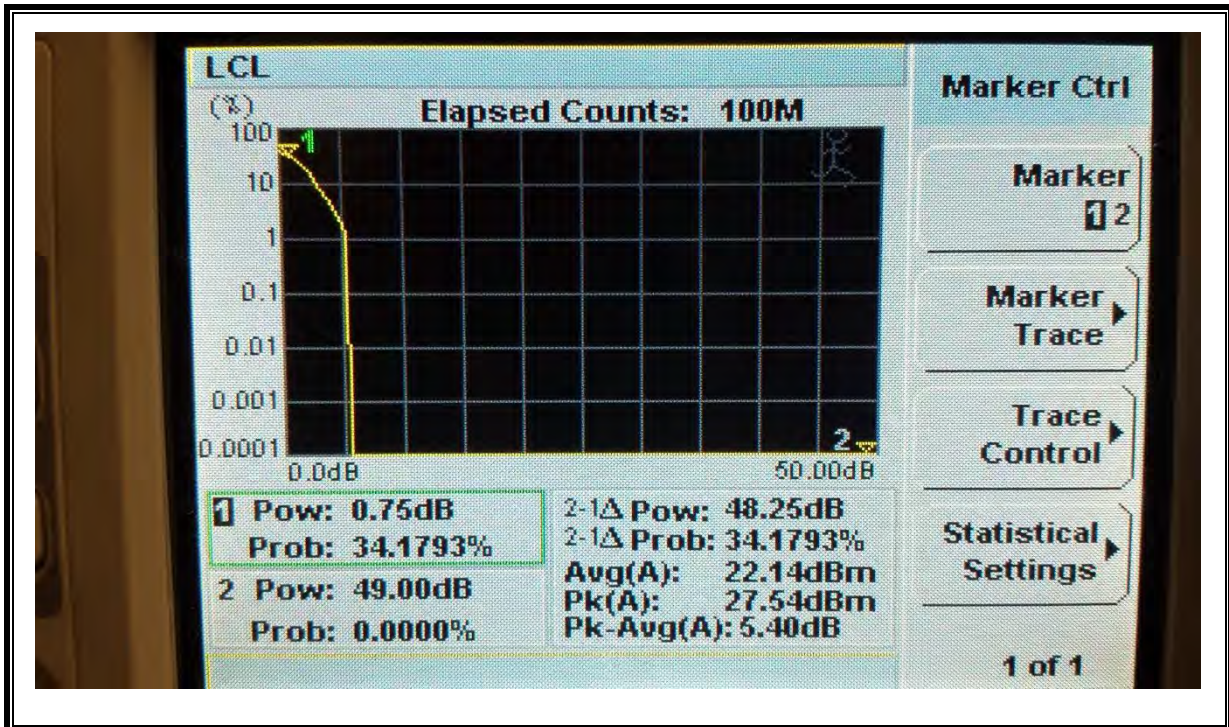 LCL
Marker Ctrl
(%)
Elapsed Counts: 100M
100
1
10
1
0.1
0.01
0.001
0.0001
2
0.0dB
50.00dB
Marker
1 2
Marker
Trace
Trace
Control
Statistical
Settings
1 of 1
1 Pow: 0.75dB
Prob: 34.1793%
2 Pow: 49.00dB
Prob: 0.0000%
2-1Δ Pow: 48.25dB
2-1Δ Prob: 34.1793%
Avg(A): 22.14dBm
Pk(A): 27.54dBm
Pk-Avg(A): 5.40dB